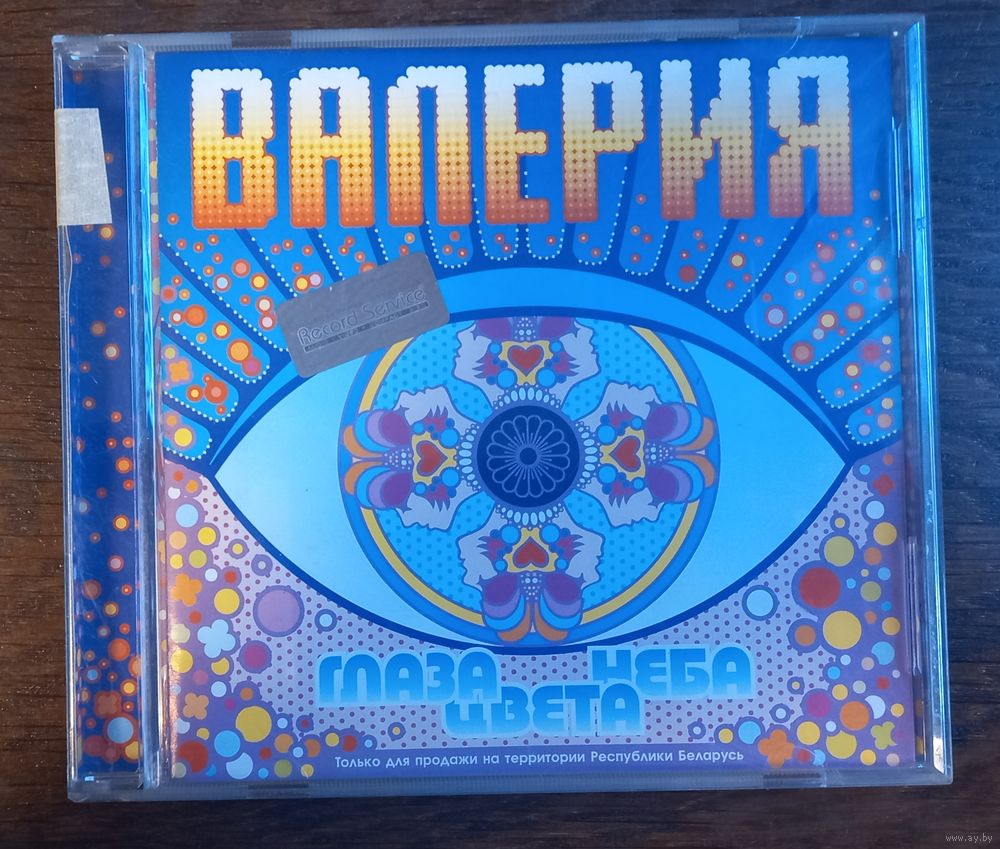 ВАЛЕРИЯ
Record Service
ГЛАЗА
НЕБА
ЦВЕТА
Только для продажи на территории Республики Беларусь
www.ay.by